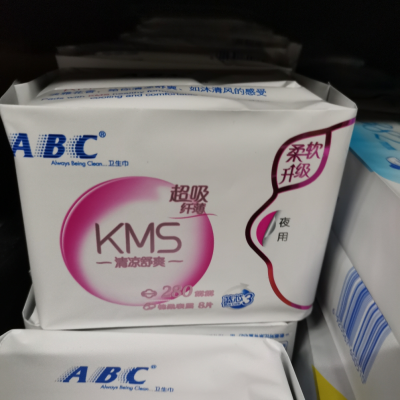 如沐清风的感受
ABC®
Always Being Clean...卫生巾
柔软
升级
超吸
纤薄
KMS
清凉舒爽
夜
用
280
8片
ABC®
Always Being Clean...卫生巾